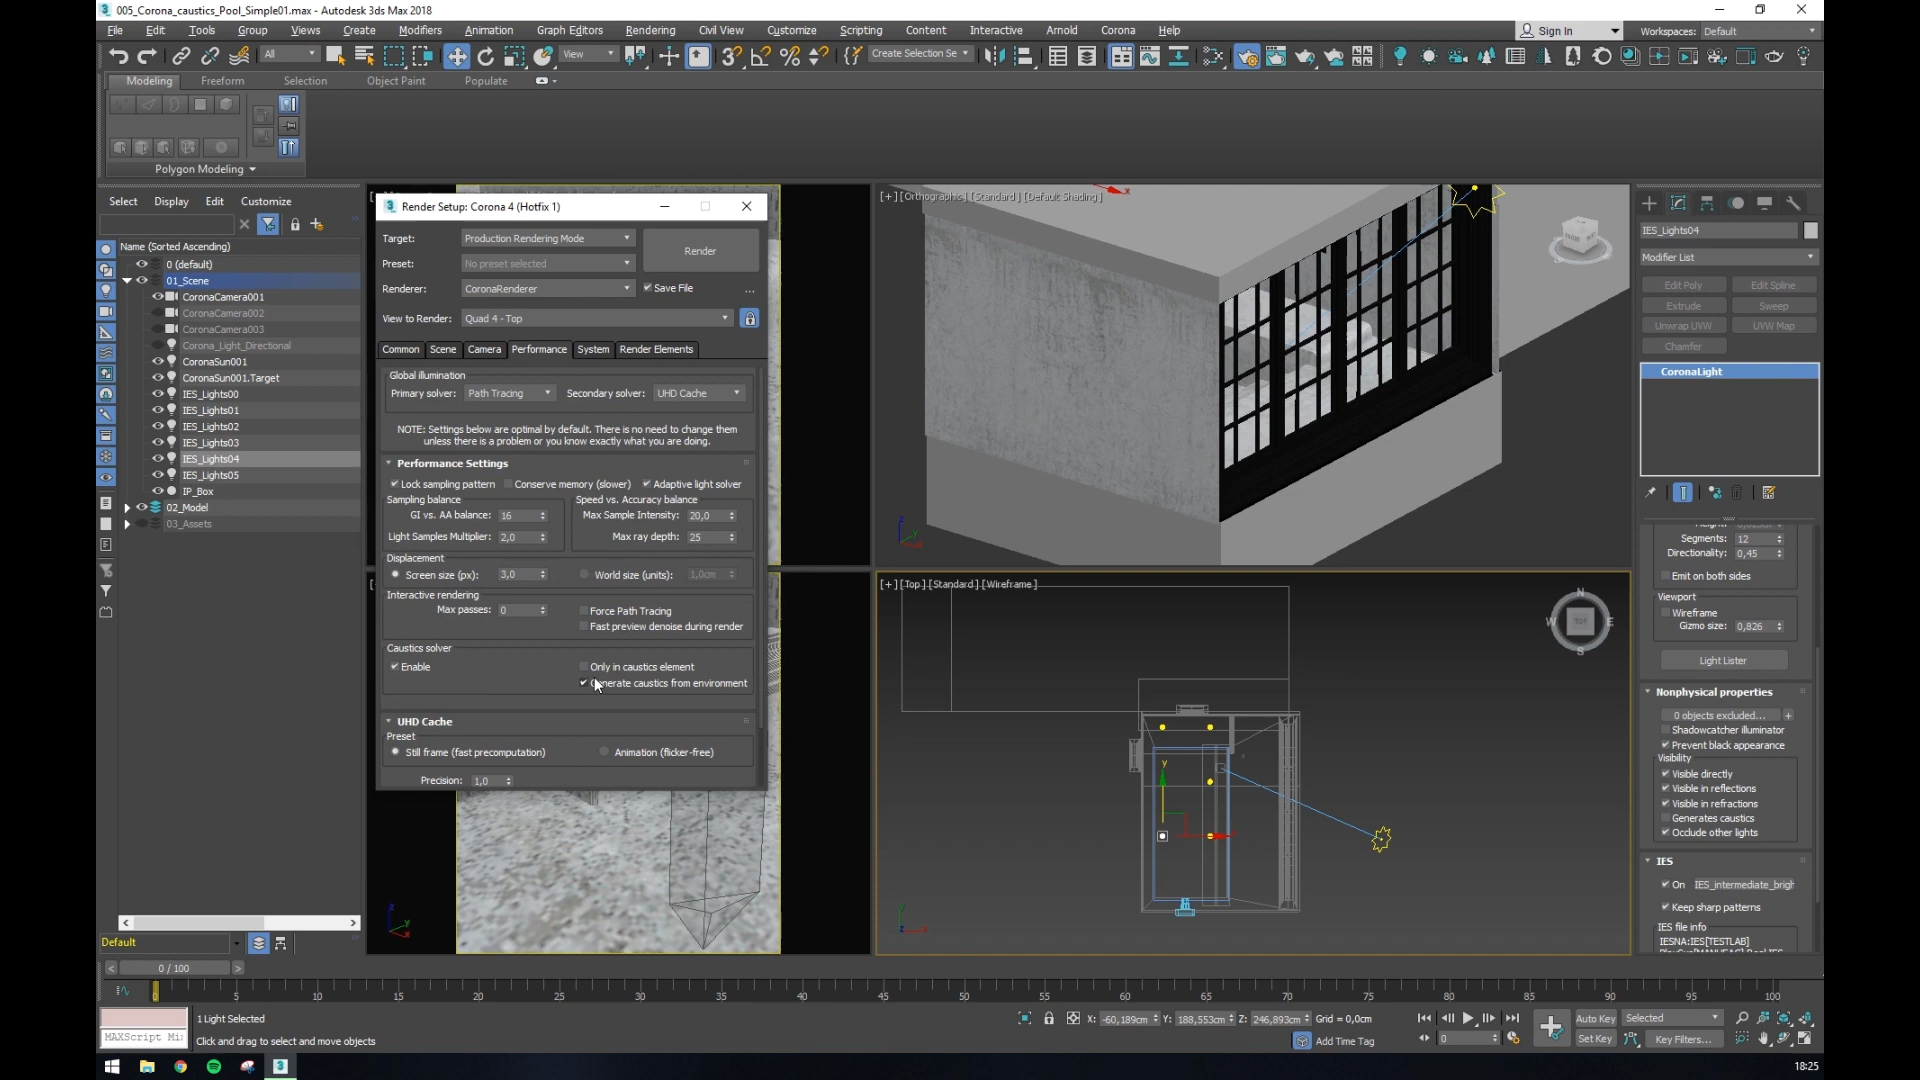 005_Corona_caustics_Pool_Simple01.max - Autodesk 3ds Max 2018
File Edit Tools Group Views Create Modifiers Animation Graph Editors Rendering Civil View Customize Scripting Content Interactive Arnold Corona Help
Sign In Workspaces: Default
All View Create Selection Se
Modeling Freeform Selection Object Paint Populate
Polygon Modeling
Select Display Edit Customize
Name (Sorted Ascending)
0 (default)
01_Scene
CoronaCamera001
CoronaCamera002
CoronaCamera003
Corona_Light_Directional
CoronaSun001
CoronaSun001.Target
IES_Lights00
IES_Lights01
IES_Lights02
IES_Lights03
IES_Lights04
IES_Lights05
IP_Box
02_Model
03_Assets
Default
Render Setup: Corona 4 (Hotfix 1)
Target: Production Rendering Mode
Render
Preset: No preset selected
Renderer: CoronaRenderer
Save File ...
View to Render: Quad 4 - Top
Common Scene Camera Performance System Render Elements
Global illumination
Primary solver: Path Tracing Secondary solver: UHD Cache
NOTE: Settings below are optimal by default. There is no need to change them
unless there is a problem or you know exactly what you are doing.
Performance Settings
Lock sampling pattern Conserve memory (slower) Adaptive light solver
Sampling balance Speed vs. Accuracy balance
GI vs. AA balance: 16 Max Sample Intensity: 20,0
Light Samples Multiplier: 2,0 Max ray depth: 25
Displacement
Screen size (px): 3,0 World size (units): 1,0cm
Interactive rendering
Max passes: 0 Force Path Tracing
Fast preview denoise during render
Caustics solver
Enable Only in caustics element
Generate caustics from environment
UHD Cache
Preset
Still frame (fast precomputation) Animation (flicker-free)
Precision: 1,0
[+] [Orthographic] [Standard] [Default Shading]
[+] [Top] [Standard] [Wireframe]
N
W TOP E
S
IES_Lights04
Modifier List
Edit Poly Edit Spline
Extrude Sweep
Unwrap UVW UVW Map
Chamfer
CoronaLight
Segments: 12
Directionality: 0,45
Emit on both sides
Viewport
Wireframe
Gizmo size: 0,826
Light Lister
Nonphysical properties
0 objects excluded... +
Shadowcatcher illuminator
Prevent black appearance
Visibility
Visible directly
Visible in reflections
Visible in refractions
Generates caustics
Occlude other lights
IES
On IES_intermediate_brigh
Keep sharp patterns
IES file info
IESNA:IES[TESTLAB]
0 / 100
0 5 10 15 20 25 30 35 40 45 50 55 60 65 70 75 80 85 90 95 100
1 Light Selected
X: -60,189cm Y: 188,553cm Z: 246,893cm Grid = 0,0cm
Auto Key Selected
MAXScript Mi
Click and drag to select and move objects
Add Time Tag
0
Set Key Key Filters...
18:25